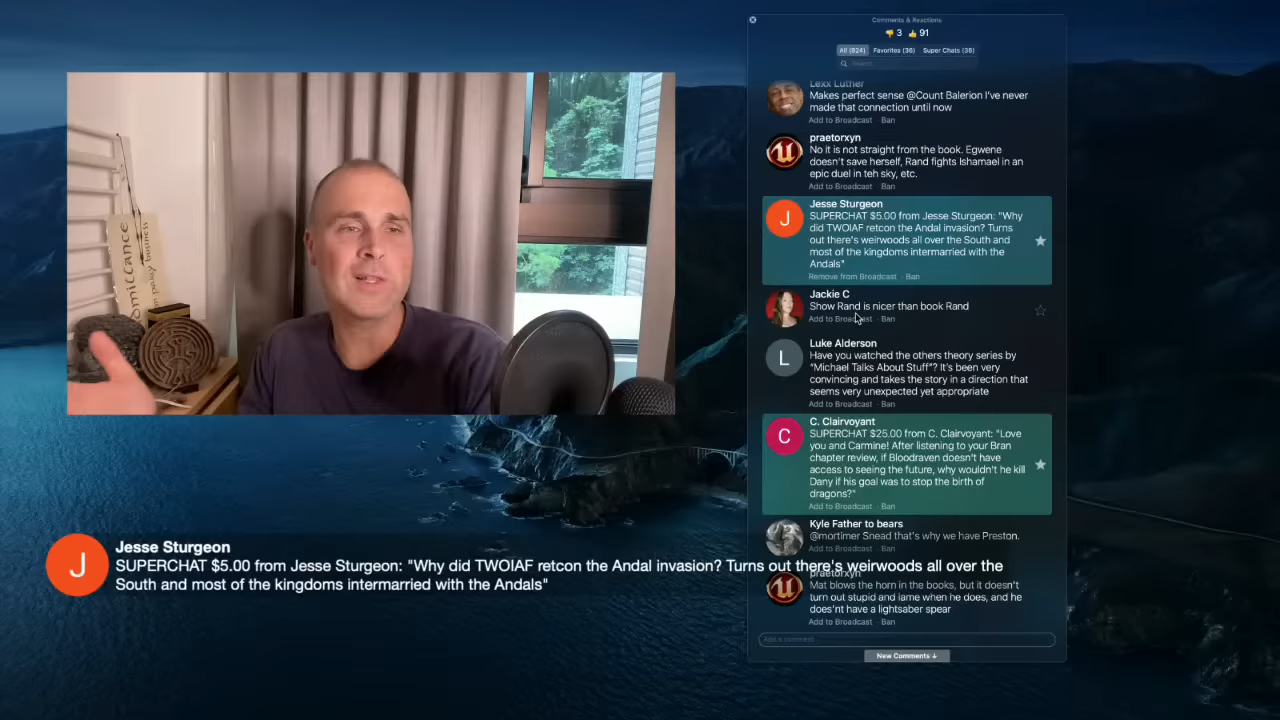 Comments & Reactions
3 91
All (824) Favorites (36) Super Chats (36)
Search
Lexx Luther
Makes perfect sense @Count Balerion I've never
made that connection until now
Add to Broadcast · Ban
praetorxyn
No it is not straight from the book. Egwene
doesn't save herself, Rand fights Ishamael in an
epic duel in teh sky, etc.
Add to Broadcast · Ban
J
Jesse Sturgeon
SUPERCHAT $5.00 from Jesse Sturgeon: "Why
did TWOIAF retcon the Andal invasion? Turns
out there's weirwoods all over the South and
most of the kingdoms intermarried with the
Andals"
Remove from Broadcast · Ban
Jackie C
Show Rand is nicer than book Rand
Add to Broadcast · Ban
L
Luke Alderson
Have you watched the others theory series by
"Michael Talks About Stuff"? It's been very
convincing and takes the story in a direction that
seems very unexpected yet appropriate
Add to Broadcast · Ban
C
C. Clairvoyant
SUPERCHAT $25.00 from C. Clairvoyant: "Love
you and Carmine! After listening to your Bran
chapter review, if Bloodraven doesn't have
access to seeing the future, why wouldn't he kill
Dany if his goal was to stop the birth of
dragons?"
Add to Broadcast · Ban
Kyle Father to bears
@mortimer Snead that's why we have Preston.
Add to Broadcast · Ban
praetorxyn
Mat blows the horn in the books, but it doesn't
turn out stupid and lame when he does, and he
does'nt have a lightsaber spear
Add to Broadcast · Ban
Add a comment
New Comments ↓
J
Jesse Sturgeon
SUPERCHAT $5.00 from Jesse Sturgeon: "Why did TWOIAF retcon the Andal invasion? Turns out there's weirwoods all over the
South and most of the kingdoms intermarried with the Andals"